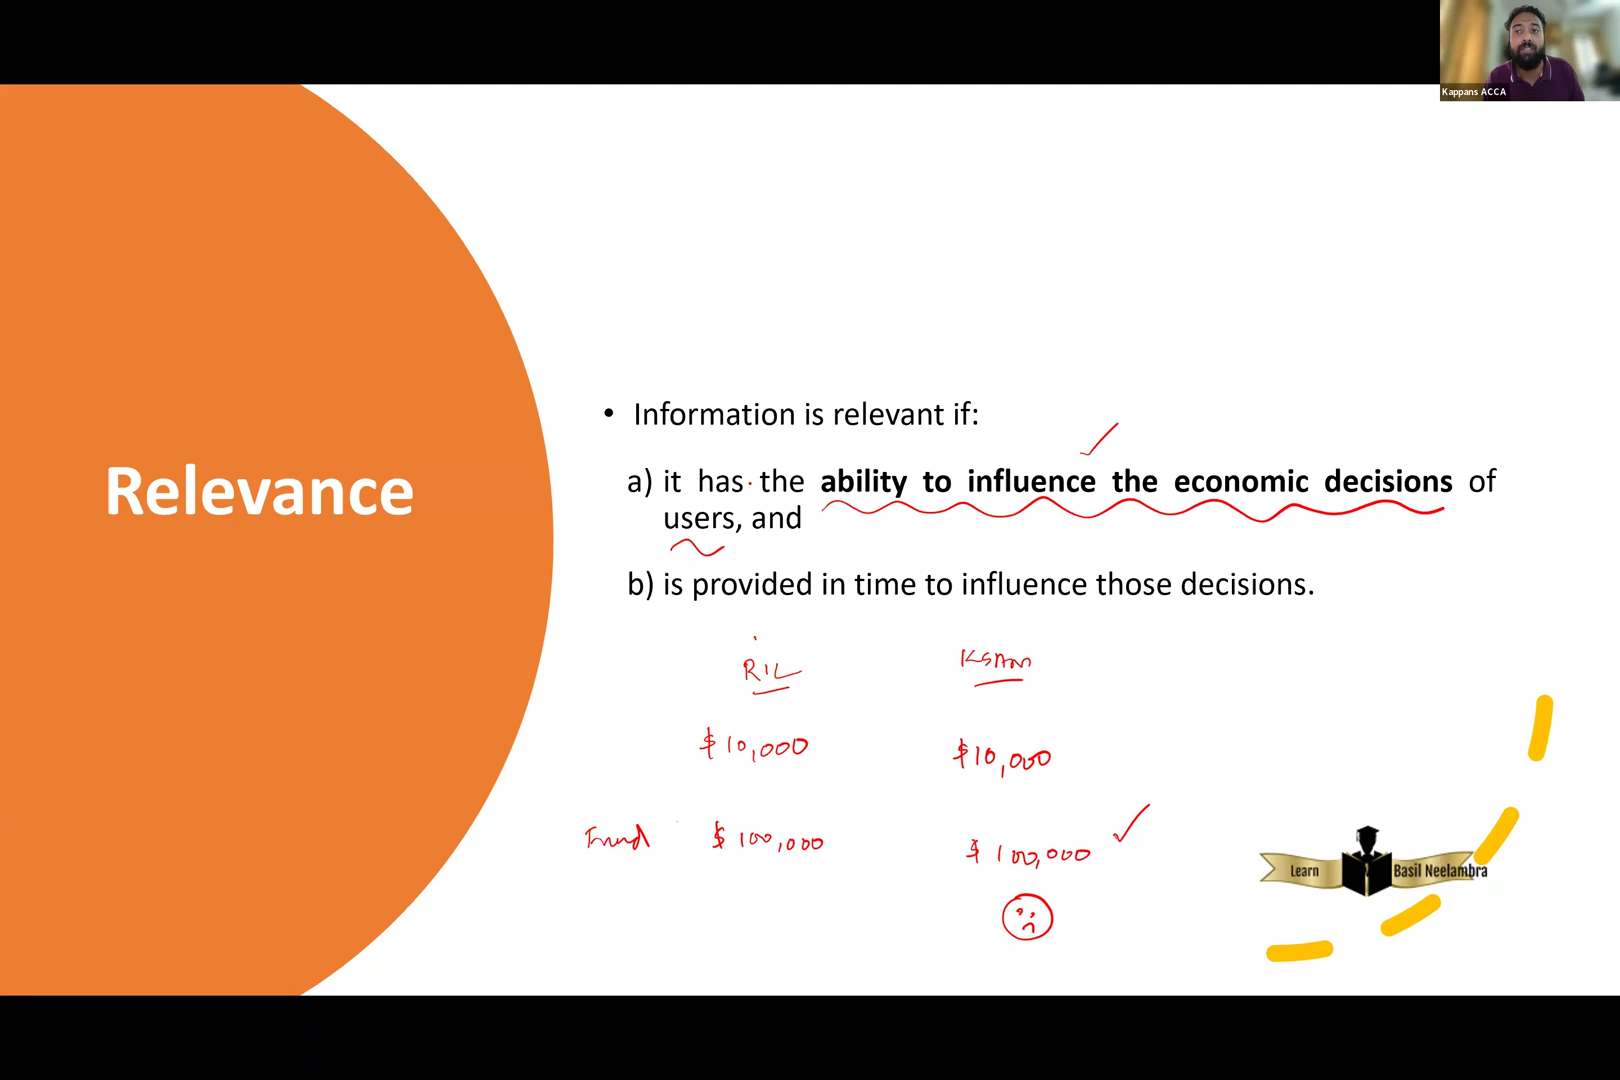 Kappans ACCA
Relevance
• Information is relevant if:
a) it has the ability to influence the economic decisions of
users, and
b) is provided in time to influence those decisions.
RIL
$10,000 $10,000
Fraud $100,000 $100,000
Learn Basil Neelambra